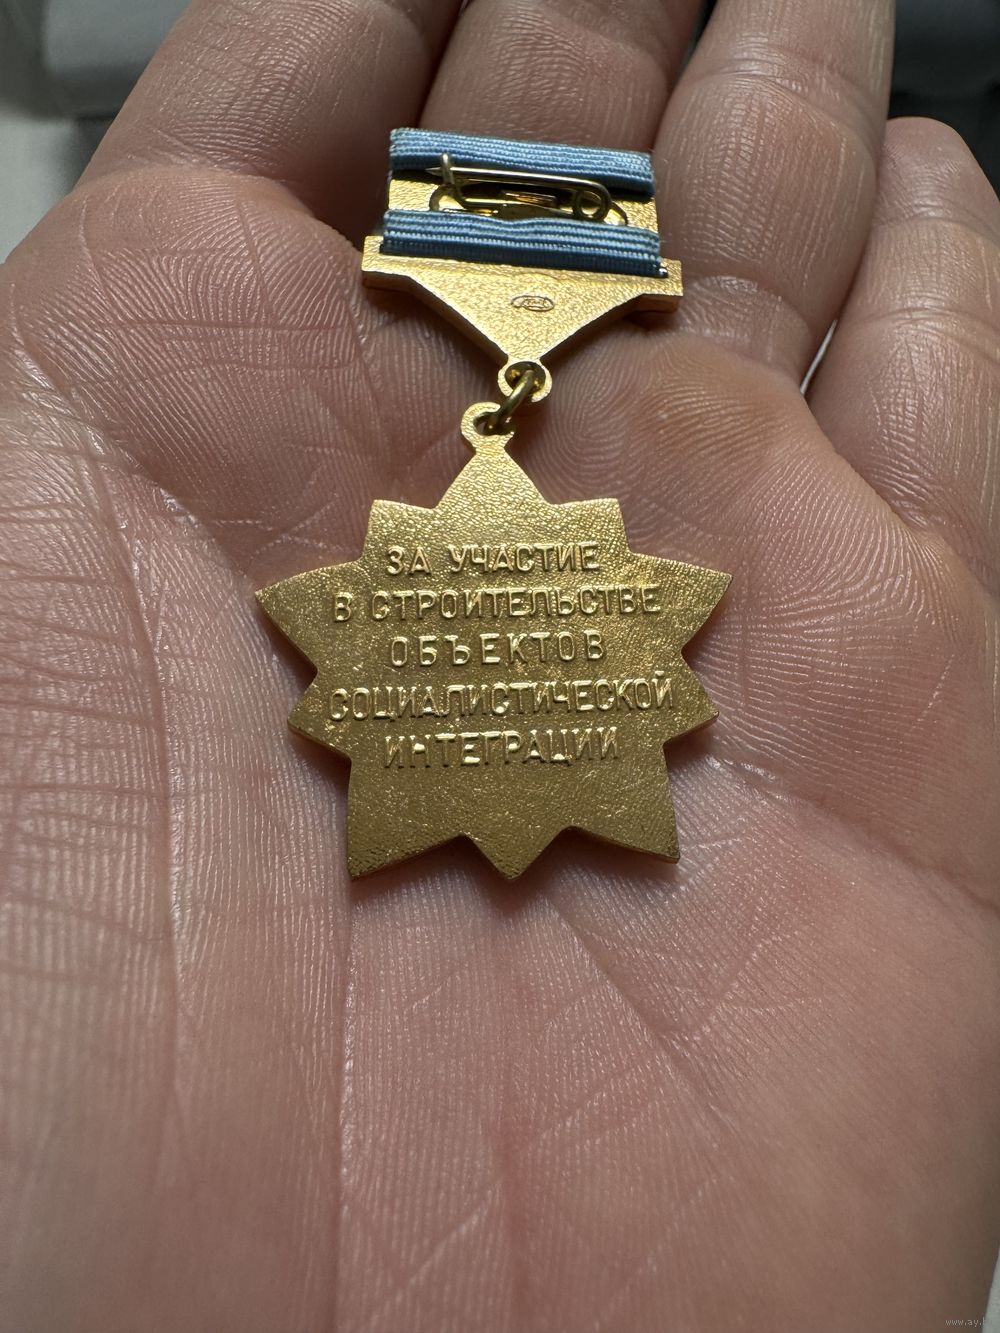 ЗА УЧАСТИЕ
В СТРОИТЕЛЬСТВЕ
ОБЪЕКТОВ
СОЦИАЛИСТИЧЕСКОЙ
ИНТЕГРАЦИИ